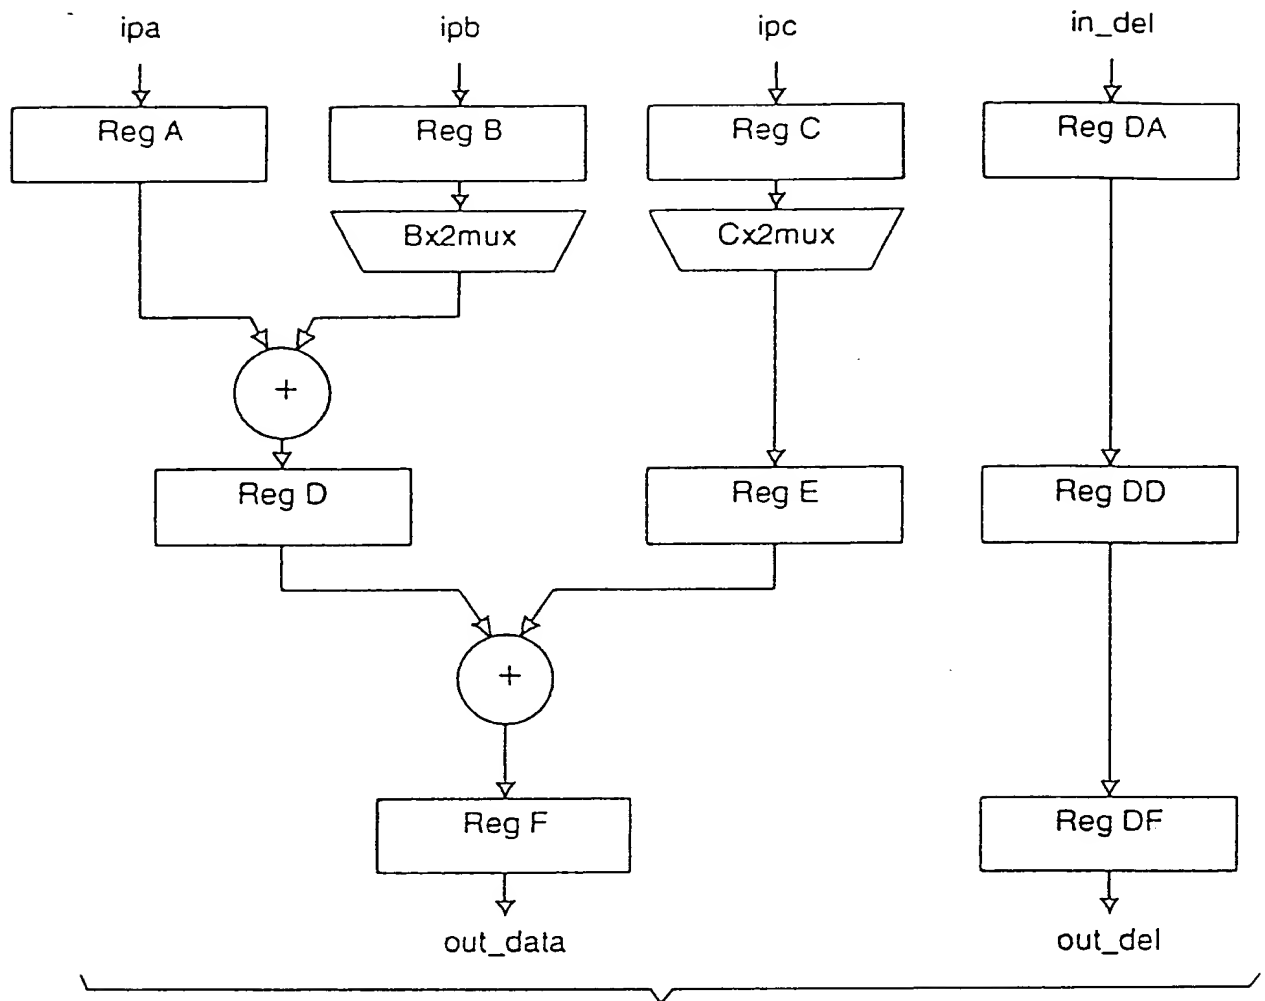 ipa ipb ipc in_del
Reg A Reg B Reg C Reg DA
Bx2mux Cx2mux
+
Reg D Reg E Reg DD
+
Reg F Reg DF
out_data out_del